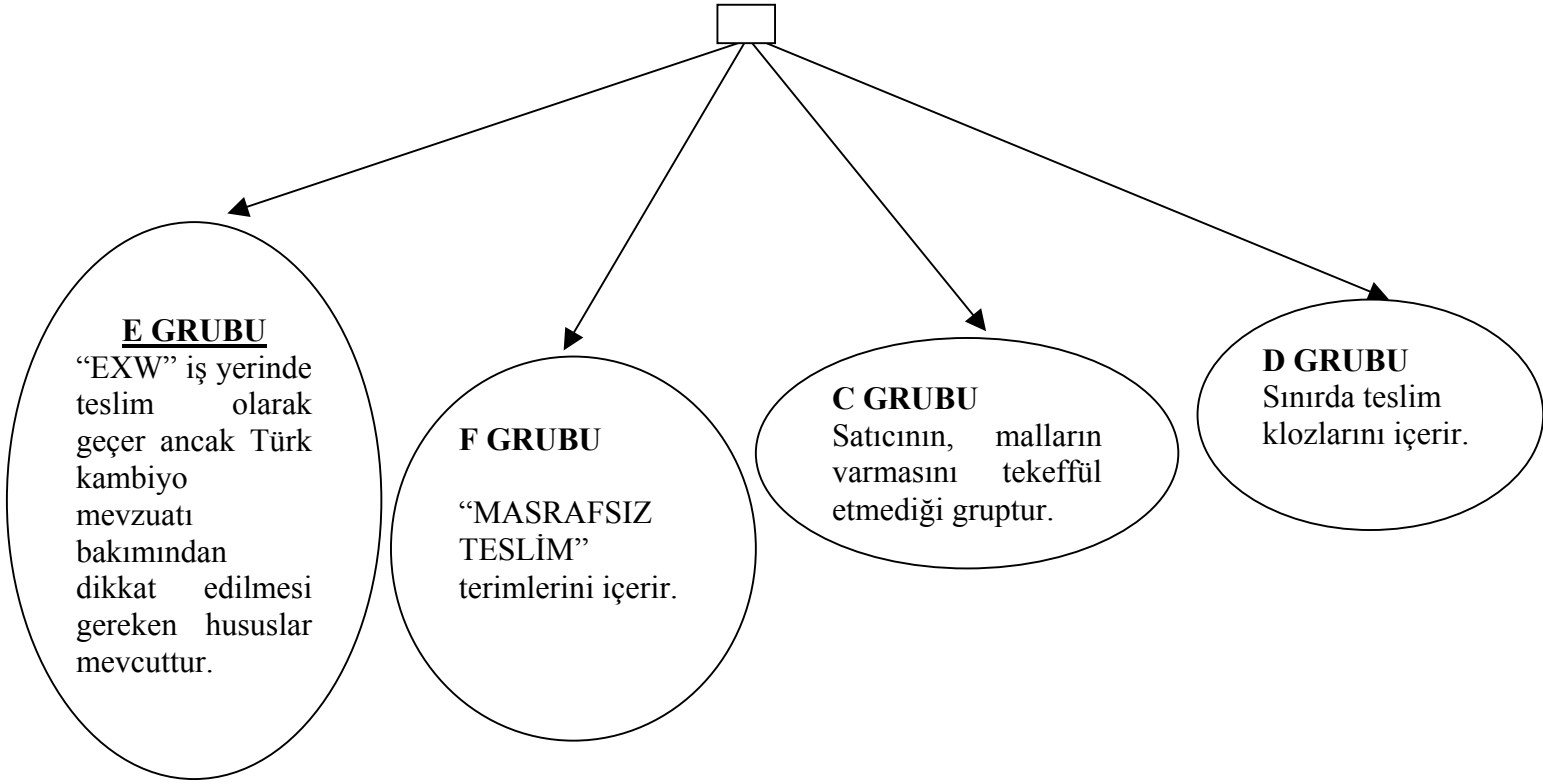 E GRUBU
“EXW” iş yerinde
teslim olarak
geçer ancak Türk
kambiyo
mevzuatı
bakımından
dikkat edilmesi
gereken hususlar
mevcuttur.
F GRUBU
“MASRAFSIZ
TESLİM”
terimlerini içerir.
C GRUBU
Satıcının, malların
varmasını tekeffül
etmediği gruptur.
D GRUBU
Sınırda teslim
klozlarını içerir.